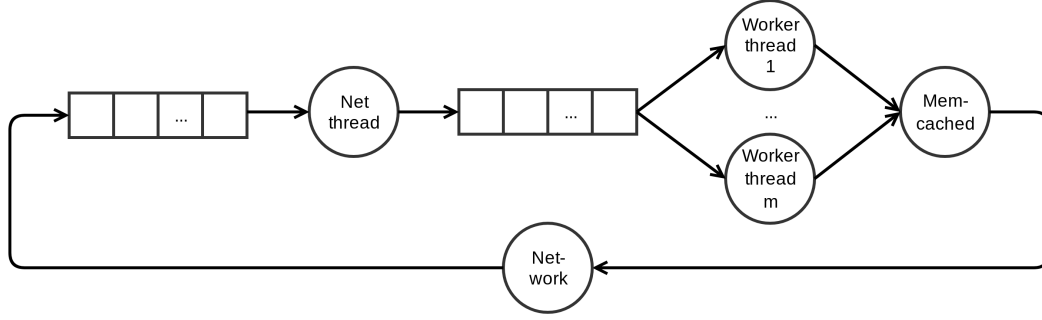 ...
Net
thread
...
Worker
thread
1
...
Worker
thread
m
Mem-
cached
Net-
work